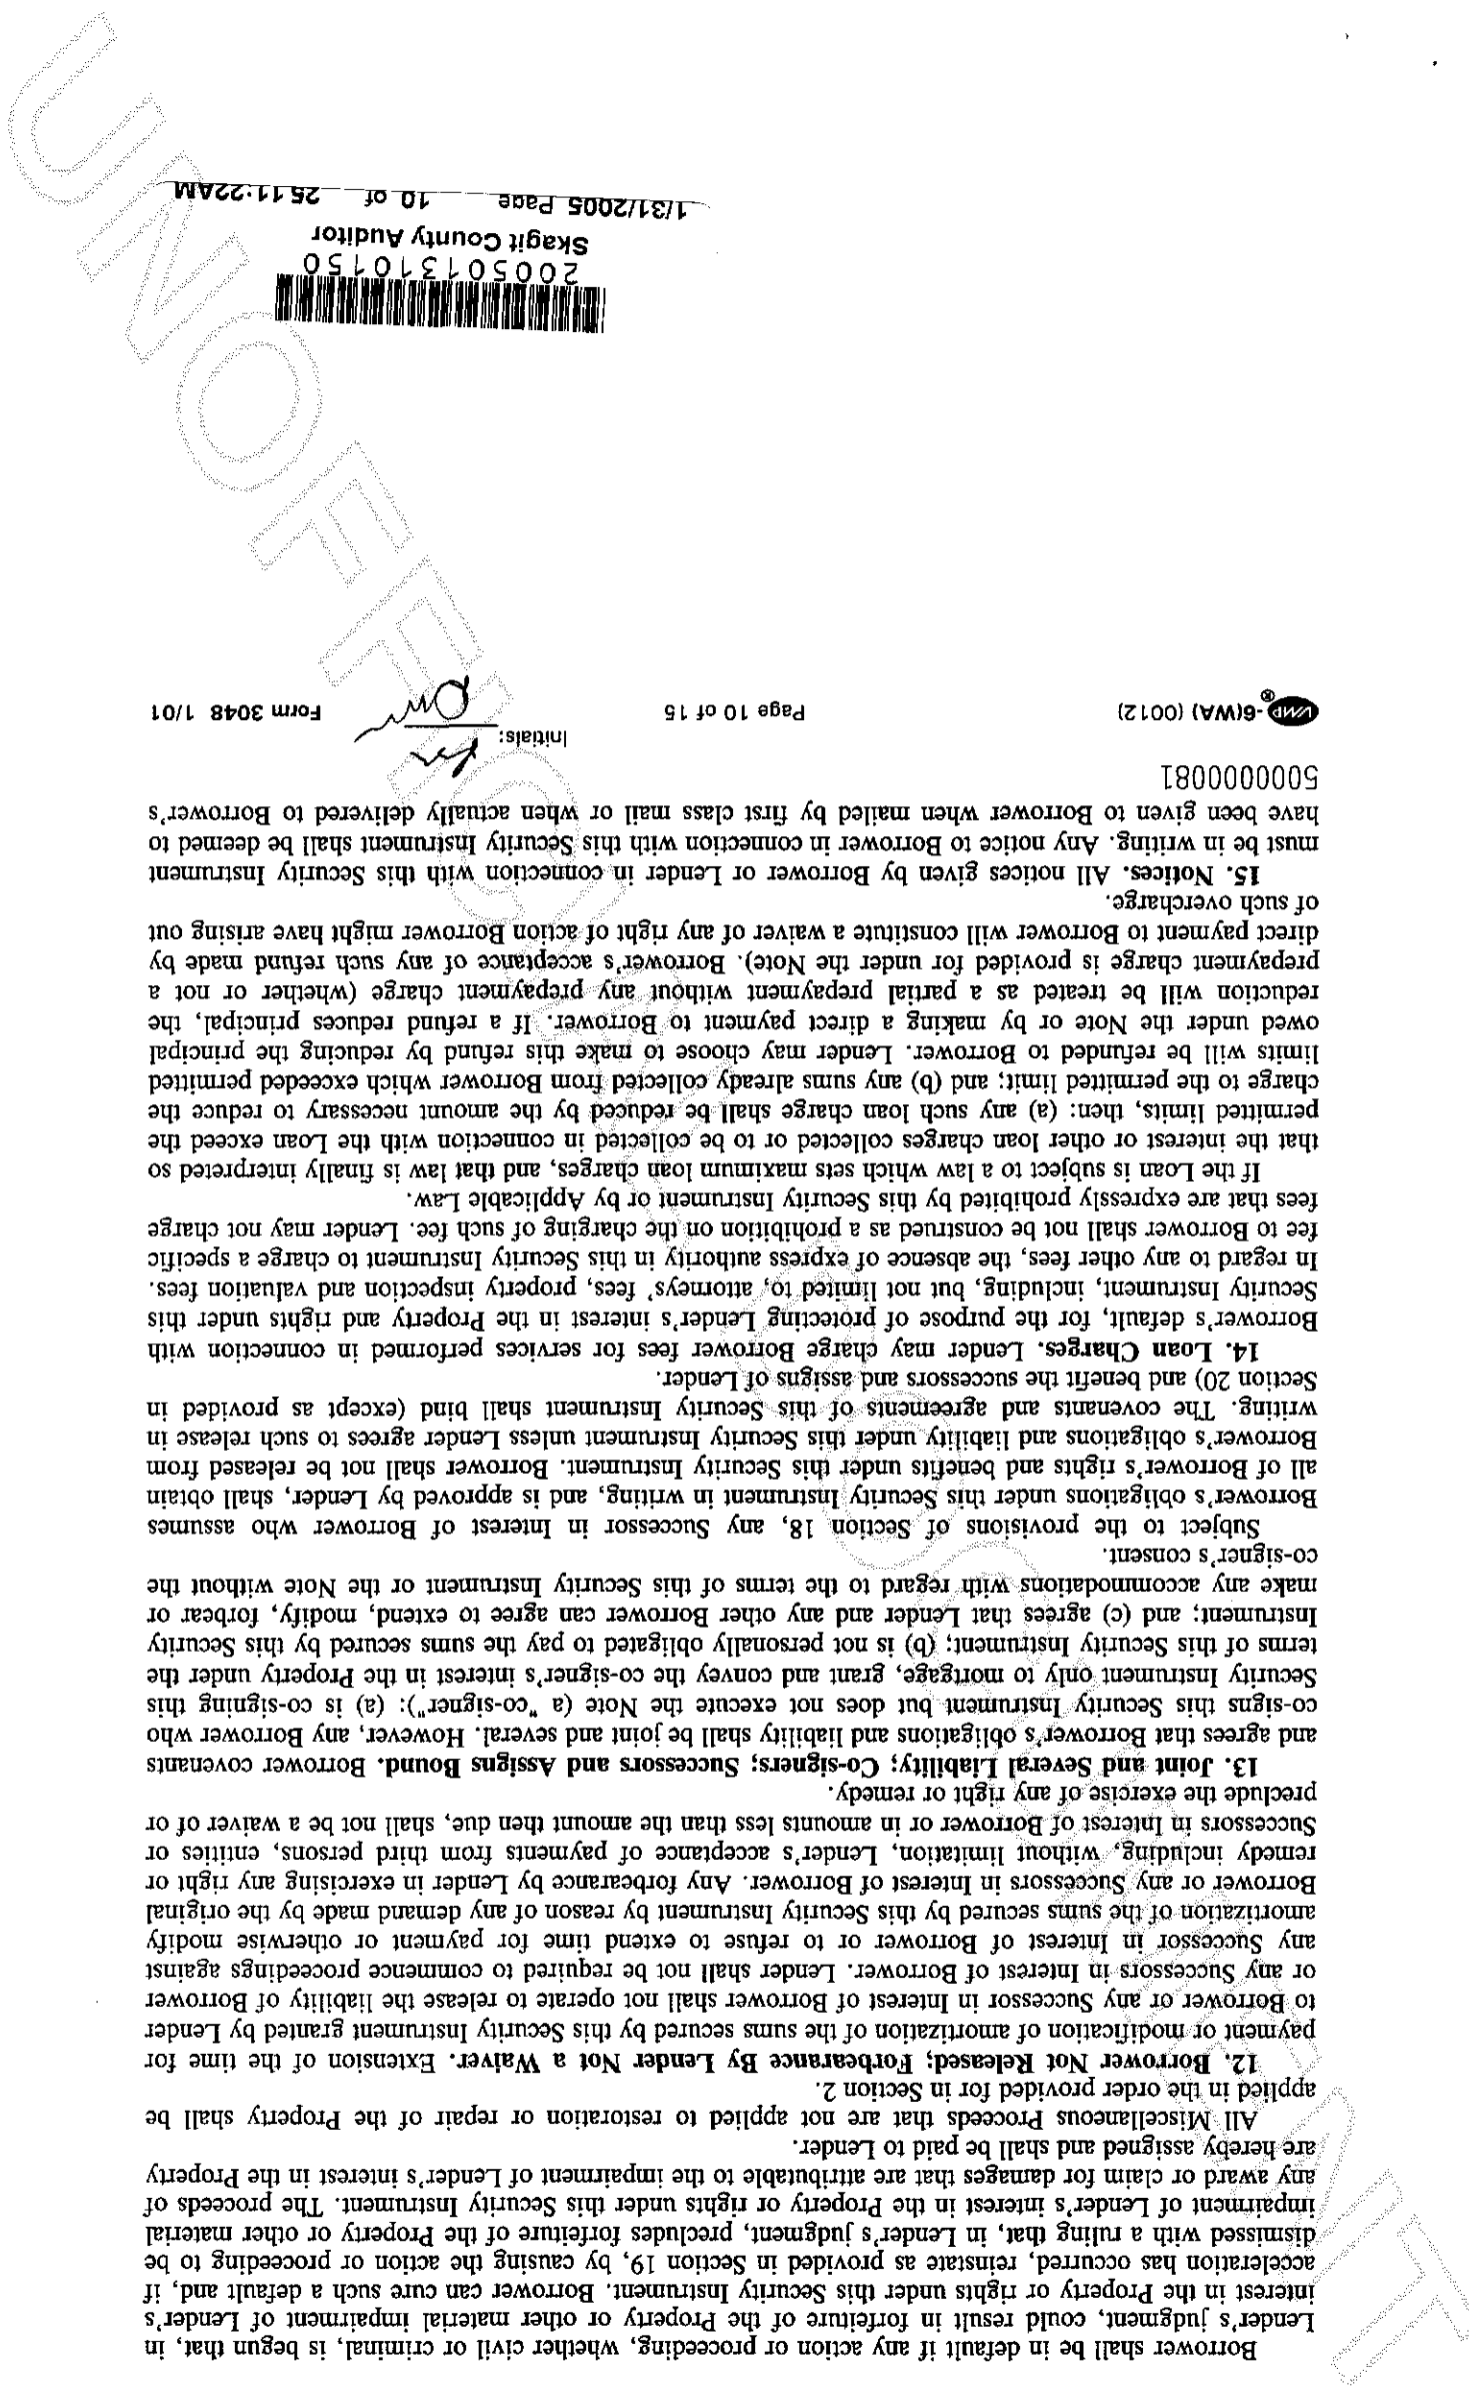 Borrower shall be in default if any action or proceeding, whether civil or criminal, is begun that, in
Lender's judgment, could result in forfeiture of the Property or other material impairment of Lender's
interest in the Property or rights under this Security Instrument. Borrower can cure such a default and, if
acceleration has occurred, reinstate as provided in Section 19, by causing the action or proceeding to be
dismissed with a ruling that, in Lender's judgment, precludes forfeiture of the Property or other material
impairment of Lender's interest in the Property or rights under this Security Instrument. The proceeds of
any award or claim for damages that are attributable to the impairment of Lender's interest in the Property
are hereby assigned and shall be paid to Lender.
All Miscellaneous Proceeds that are not applied to restoration or repair of the Property shall be
applied in the order provided for in Section 2.
12. Borrower Not Released; Forbearance By Lender Not a Waiver. Extension of the time for
payment or modification of amortization of the sums secured by this Security Instrument granted by Lender
to Borrower or any Successor in Interest of Borrower shall not operate to release the liability of Borrower
or any Successors in Interest of Borrower. Lender shall not be required to commence proceedings against
any Successor in Interest of Borrower or to refuse to extend time for payment or otherwise modify
amortization of the sums secured by this Security Instrument by reason of any demand made by the original
Borrower or any Successors in Interest of Borrower. Any forbearance by Lender in exercising any right or
remedy including, without limitation, Lender's acceptance of payments from third persons, entities or
Successors in Interest of Borrower or in amounts less than the amount then due, shall not be a waiver of or
preclude the exercise of any right or remedy.
13. Joint and Several Liability; Co-signers; Successors and Assigns Bound. Borrower covenants
and agrees that Borrower's obligations and liability shall be joint and several. However, any Borrower who
co-signs this Security Instrument but does not execute the Note (a "co-signer"): (a) is co-signing this
Security Instrument only to mortgage, grant and convey the co-signer's interest in the Property under the
terms of this Security Instrument; (b) is not personally obligated to pay the sums secured by this Security
Instrument; and (c) agrees that Lender and any other Borrower can agree to extend, modify, forbear or
make any accommodations with regard to the terms of this Security Instrument or the Note without the
co-signer's consent.
Subject to the provisions of Section 18, any Successor in Interest of Borrower who assumes
Borrower's obligations under this Security Instrument in writing, and is approved by Lender, shall obtain
all of Borrower's rights and benefits under this Security Instrument. Borrower shall not be released from
Borrower's obligations and liability under this Security Instrument unless Lender agrees to such release in
writing. The covenants and agreements of this Security Instrument shall bind (except as provided in
Section 20) and benefit the successors and assigns of Lender.
14. Loan Charges. Lender may charge Borrower fees for services performed in connection with
Borrower's default, for the purpose of protecting Lender's interest in the Property and rights under this
Security Instrument, including, but not limited to, attorneys' fees, property inspection and valuation fees.
In regard to any other fees, the absence of express authority in this Security Instrument to charge a specific
fee to Borrower shall not be construed as a prohibition on the charging of such fee. Lender may not charge
fees that are expressly prohibited by this Security Instrument or by Applicable Law.
If the Loan is subject to a law which sets maximum loan charges, and that law is finally interpreted so
that the interest or other loan charges collected or to be collected in connection with the Loan exceed the
permitted limits, then: (a) any such loan charge shall be reduced by the amount necessary to reduce the
charge to the permitted limit; and (b) any sums already collected from Borrower which exceeded permitted
limits will be refunded to Borrower. Lender may choose to make this refund by reducing the principal
owed under the Note or by making a direct payment to Borrower. If a refund reduces principal, the
reduction will be treated as a partial prepayment without any prepayment charge (whether or not a
prepayment charge is provided for under the Note). Borrower's acceptance of any such refund made by
direct payment to Borrower will constitute a waiver of any right of action Borrower might have arising out
of such overcharge.
15. Notices. All notices given by Borrower or Lender in connection with this Security Instrument
must be in writing. Any notice to Borrower in connection with this Security Instrument shall be deemed to
have been given to Borrower when mailed by first class mail or when actually delivered to Borrower's
5000000081
Initials:
VMP®-6(WA) (0012) Page 10 of 15 Form 3048 1/01
200501310150
Skagit County Auditor
1/31/2005 Page 10 of 25 11:22AM
UNOFFICIAL DOCUMENT